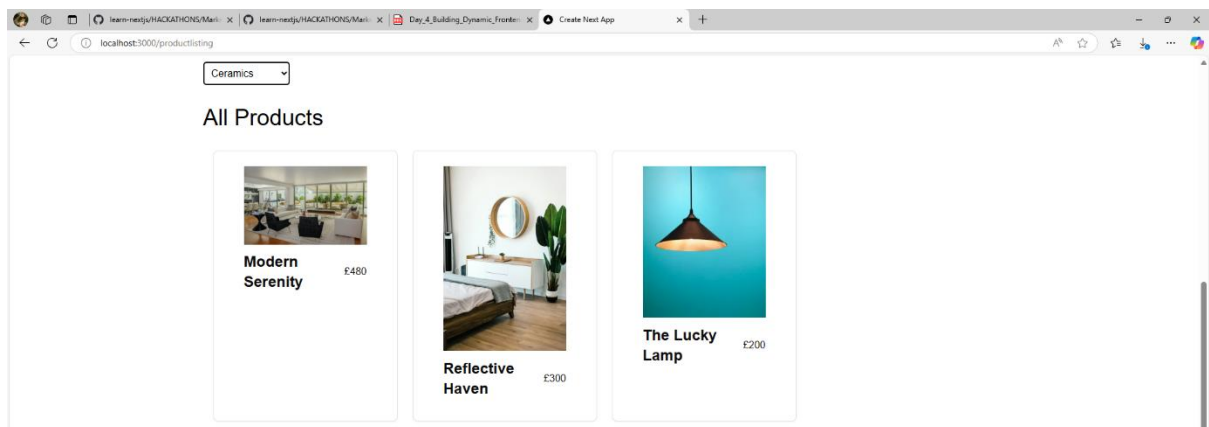 learn-nextjs/HACKATHONS/Mark
learn-nextjs/HACKATHONS/Mark
Day_4_Building_Dynamic_Fronten
Create Next App
localhost:3000/productlisting
Ceramics
All Products
Modern
Serenity
£480
Reflective
Haven
£300
The Lucky
Lamp
£200